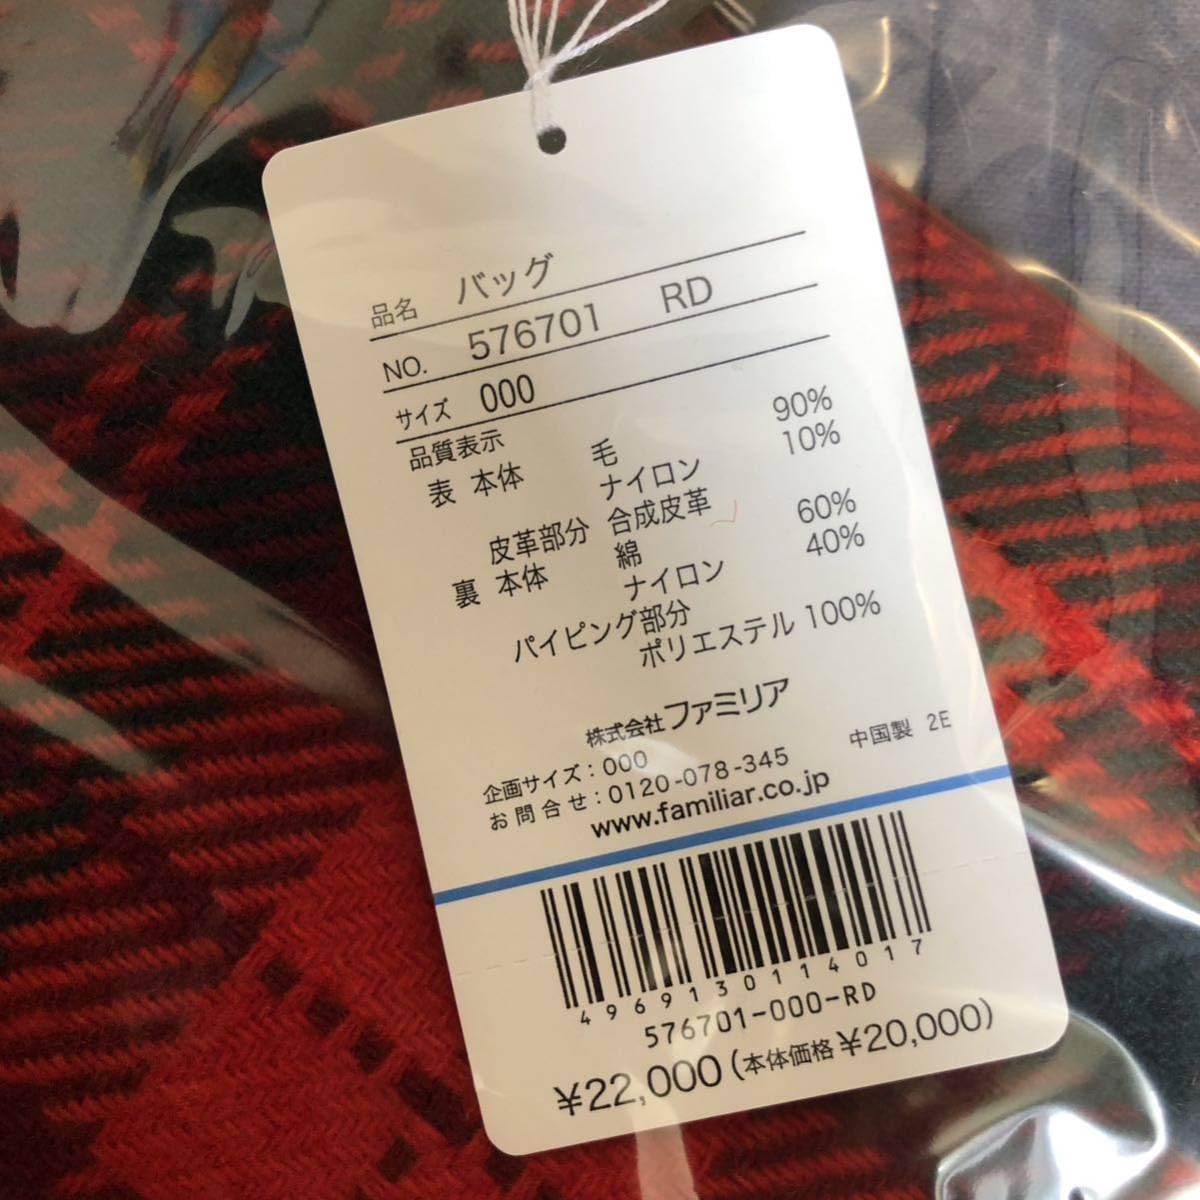 品名 バッグ
NO. 576701 RD
サイズ 000
品質表示
表 本体 毛 90%
ナイロン 10%
皮革部分 合成皮革
裏 本体 綿 60%
ナイロン 40%
パイピング部分
ポリエステル 100%
株式会社ファミリア
企画サイズ：000 中国製 2E
お問合せ：0120-078-345
www.familiar.co.jp
4969130114017
576701-000-RD
¥22,000(本体価格¥20,000)